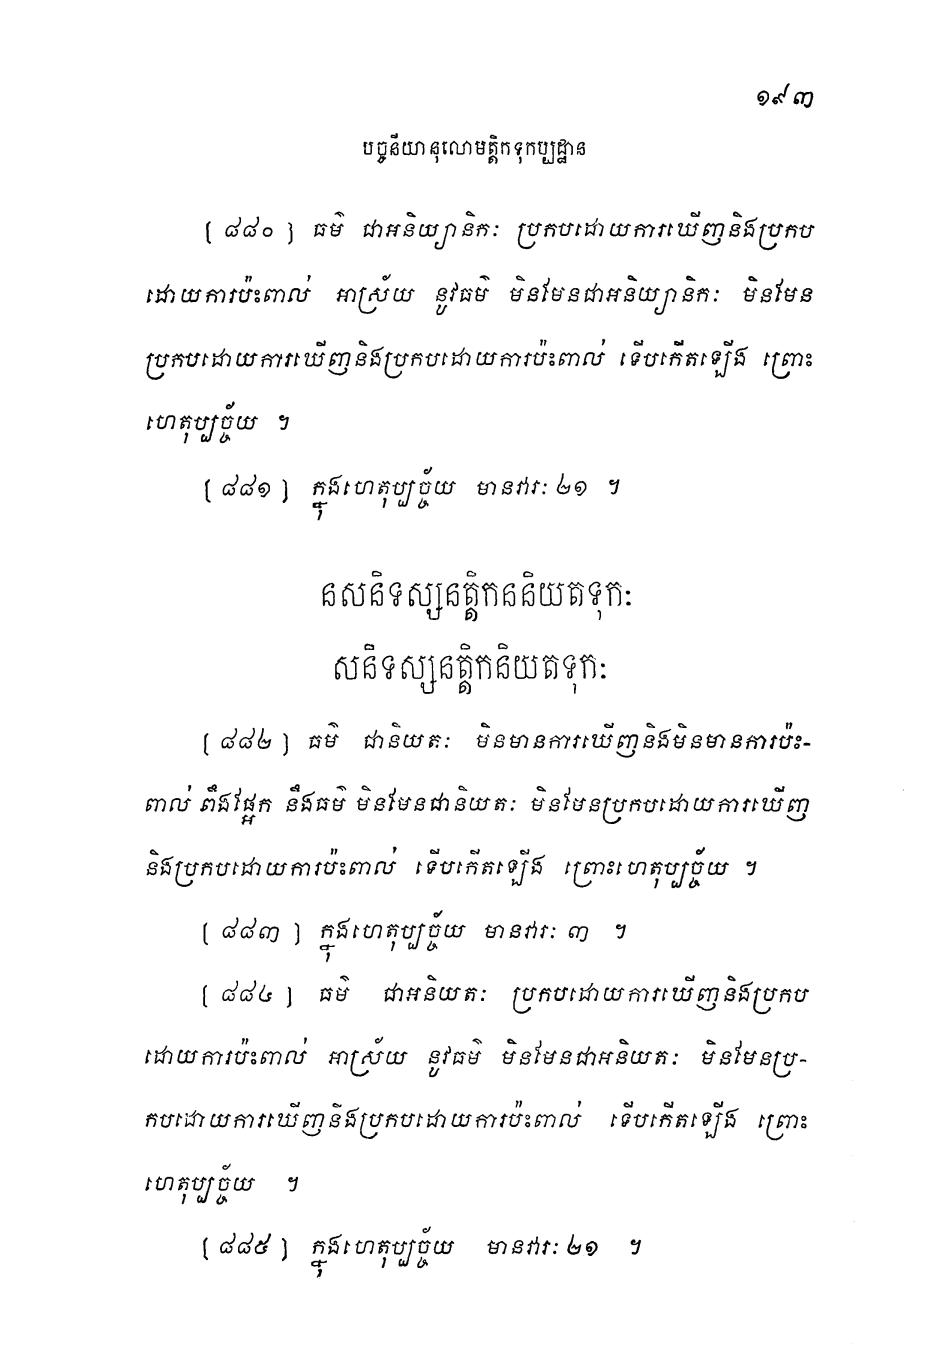 ១៩៣
បច្ចនីយានុលោមត្តិកទុកប្បដ្ឋាន
[ ៨៨០ ] ធម៌ ជាអនិយ្យានិកៈ ប្រកបដោយការឃើញនិងប្រកប
ដោយការប៉ះពាល់ អាស្រ័យ នូវធម៌ មិនមែនជាអនិយ្យានិកៈ មិនមែន
ប្រកបដោយការឃើញនិងប្រកបដោយការប៉ះពាល់ ទើបកើតឡើង ព្រោះ
ហេតុប្បច្ច័យ ។
[ ៨៨១ ] ក្នុងហេតុប្បច្ច័យ មានវារៈ ២១ ។
នសនិទស្សនត្តិកននិយតទុកៈ
សនិទស្សនត្តិកនិយតទុកៈ
[ ៨៨២ ] ធម៌ ជានិយតៈ មិនមានការឃើញនិងមិនមានការប៉ះ-
ពាល់ ពឹងផ្អែក នឹងធម៌ មិនមែនជានិយតៈ មិនមែនប្រកបដោយការឃើញ
និងប្រកបដោយការប៉ះពាល់ ទើបកើតឡើង ព្រោះហេតុប្បច្ច័យ ។
[ ៨៨៣ ] ក្នុងហេតុប្បច្ច័យ មានវារៈ ៣ ។
[ ៨៨៤ ] ធម៌ ជាអនិយតៈ ប្រកបដោយការឃើញនិងប្រកប
ដោយការប៉ះពាល់ អាស្រ័យ នូវធម៌ មិនមែនជាអនិយតៈ មិនមែនប្រ-
កបដោយការឃើញនិងប្រកបដោយការប៉ះពាល់ ទើបកើតឡើង ព្រោះ
ហេតុប្បច្ច័យ ។
[ ៨៨៥ ] ក្នុងហេតុប្បច្ច័យ មានវារៈ ២១ ។